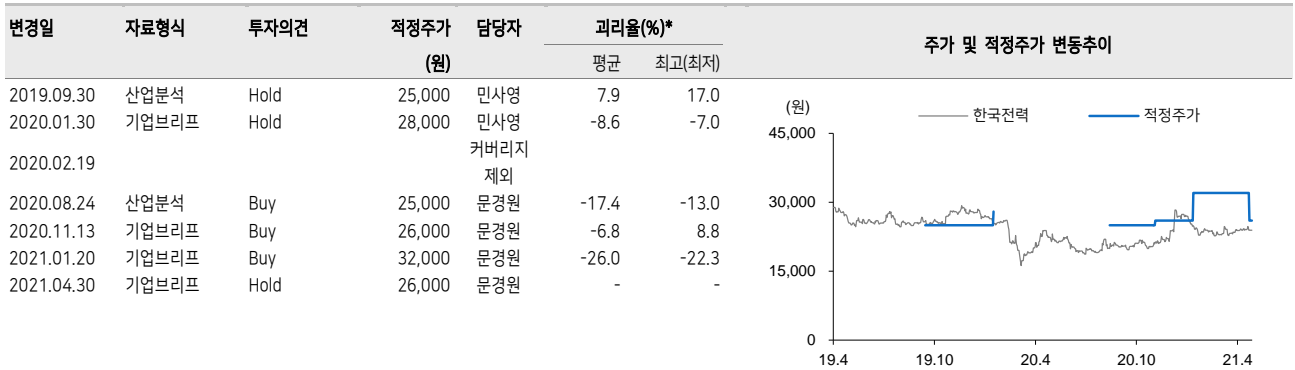 변경일 자료형식 투자의견 적정주가 담당자 괴리율(%)*
(원) 평균 최고(최저)
2019.09.30 산업분석 Hold 25,000 민사영 7.9 17.0
2020.01.30 기업브리프 Hold 28,000 민사영 -8.6 -7.0
2020.02.19 커버리지
제외
2020.08.24 산업분석 Buy 25,000 문경원 -17.4 -13.0
2020.11.13 기업브리프 Buy 26,000 문경원 -6.8 8.8
2021.01.20 기업브리프 Buy 32,000 문경원 -26.0 -22.3
2021.04.30 기업브리프 Hold 26,000 문경원 - -
주가 및 적정주가 변동추이
(원) 한국전력 적정주가
45,000
30,000
15,000
0
19.4 19.10 20.4 20.10 21.4